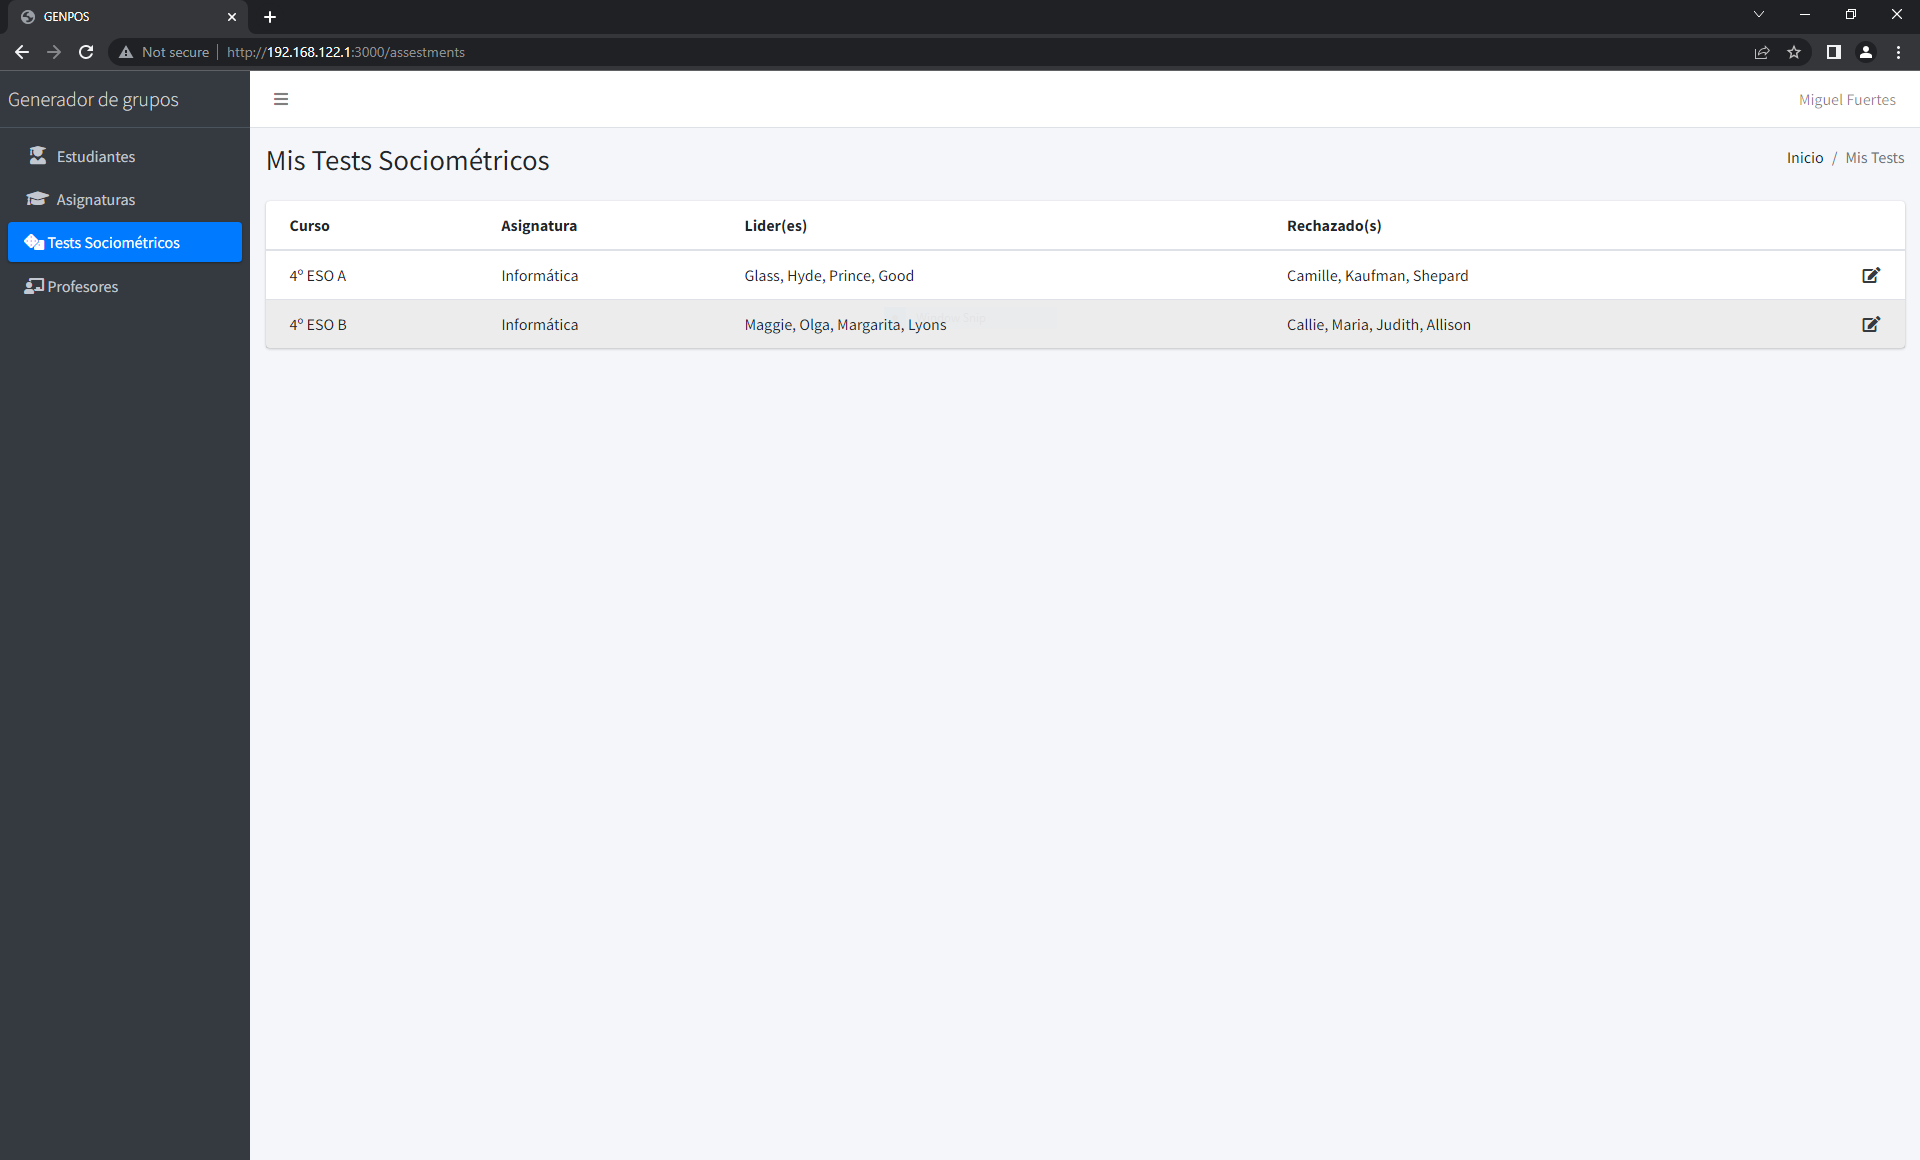 GENPOS
Not secure | http://192.168.122.1:3000/assestments
Generador de grupos
Miguel Fuertes
Estudiantes
Asignaturas
Tests Sociométricos
Profesores
Mis Tests Sociométricos
Inicio / Mis Tests
Curso Asignatura Lider(es) Rechazado(s)
4º ESO A Informática Glass, Hyde, Prince, Good Camille, Kaufman, Shepard
4º ESO B Informática Maggie, Olga, Margarita, Lyons Callie, Maria, Judith, Allison